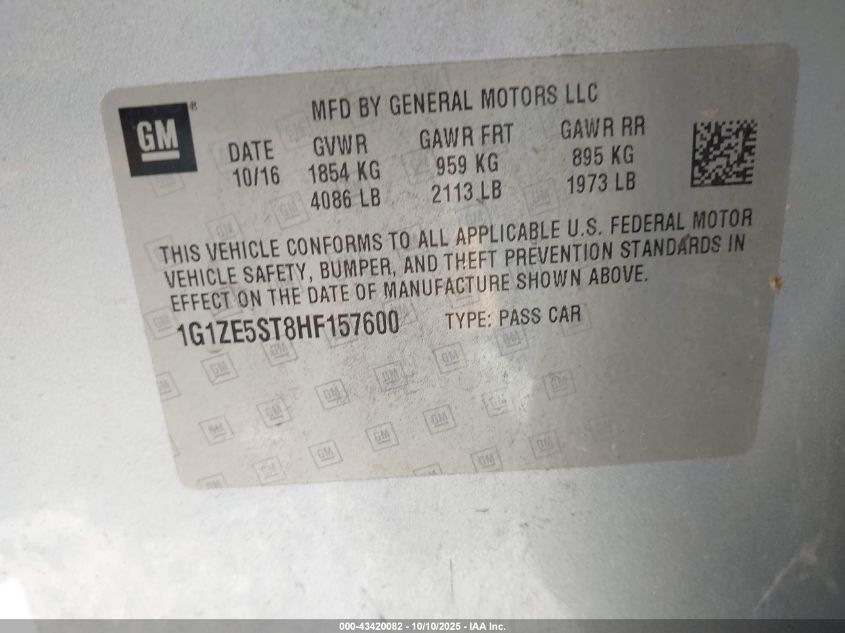 GM
MFD BY GENERAL MOTORS LLC
DATE GVWR GAWR FRT GAWR RR
10/16 1854 KG 959 KG 895 KG
4086 LB 2113 LB 1973 LB
THIS VEHICLE CONFORMS TO ALL APPLICABLE U.S. FEDERAL MOTOR
VEHICLE SAFETY, BUMPER, AND THEFT PREVENTION STANDARDS IN
EFFECT ON THE DATE OF MANUFACTURE SHOWN ABOVE.
1G1ZE5ST8HF157600 TYPE: PASS CAR
000-43420082 - 10/10/2025 - IAA Inc.